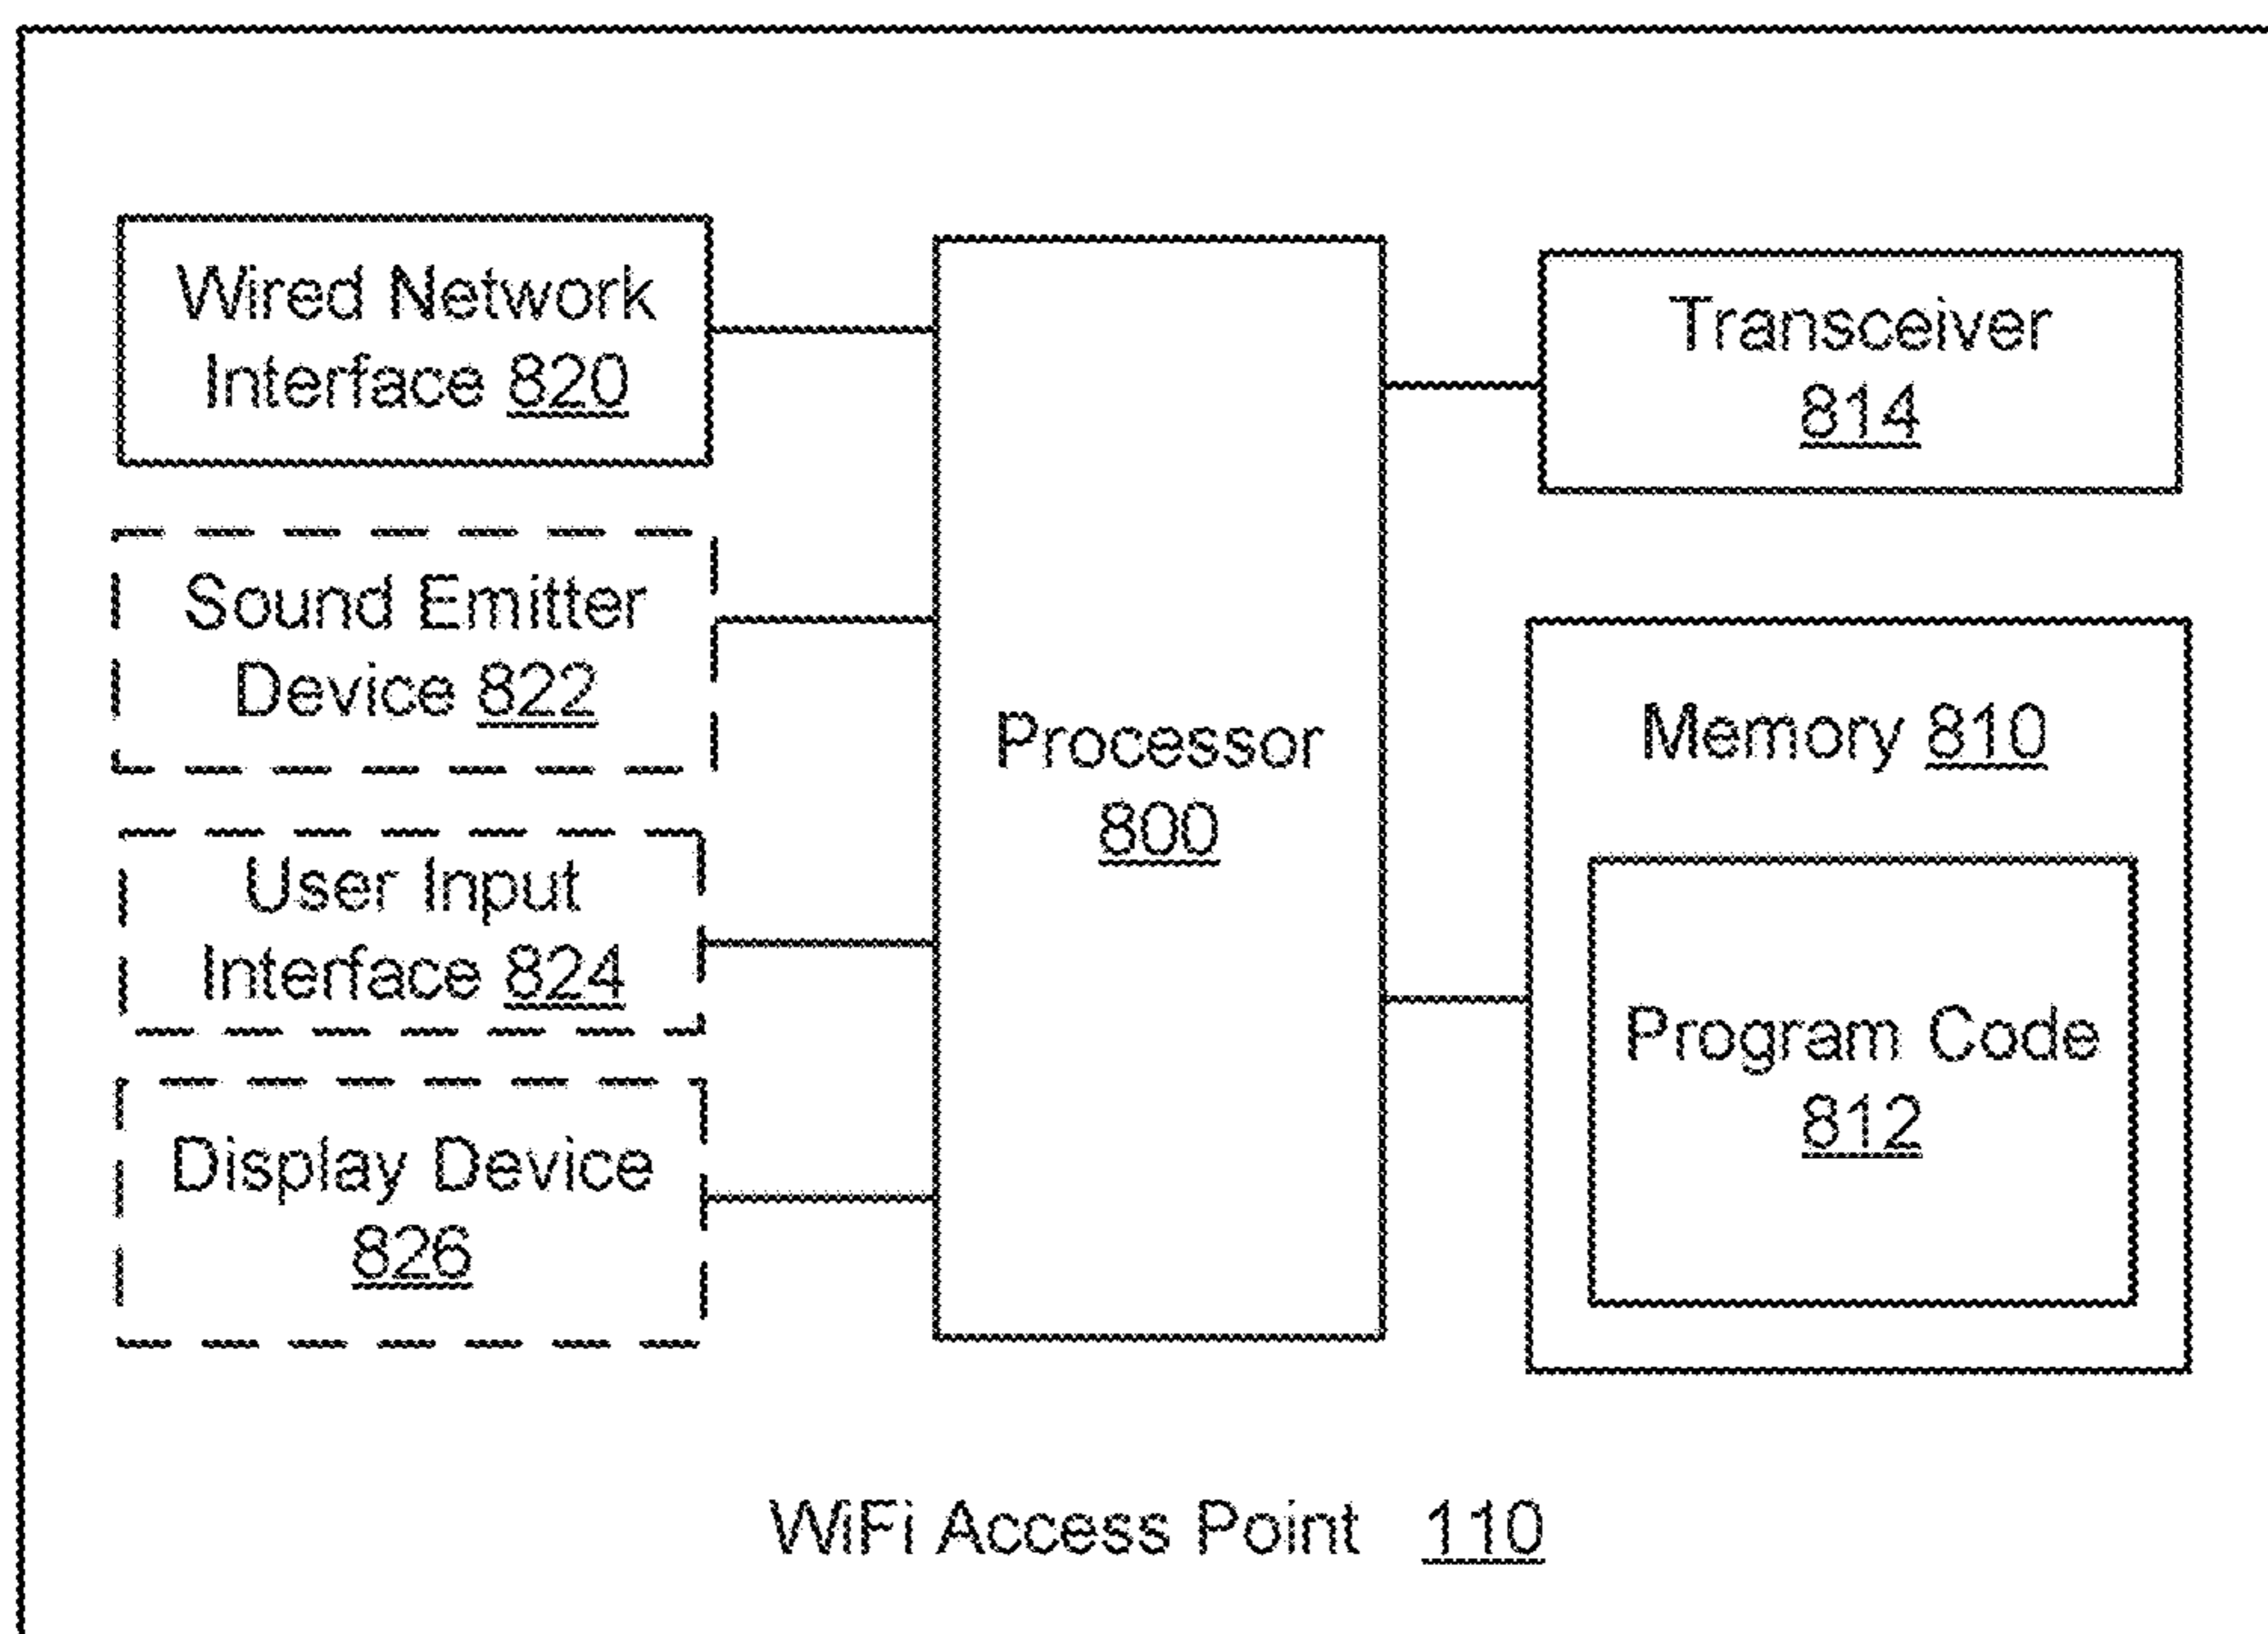 Wired Network
Interface 820
Sound Emitter
Device 822
User Input
Interface 824
Display Device
826
Processor
800
Transceiver
814
Memory 810
Program Code
812
WiFi Access Point 110